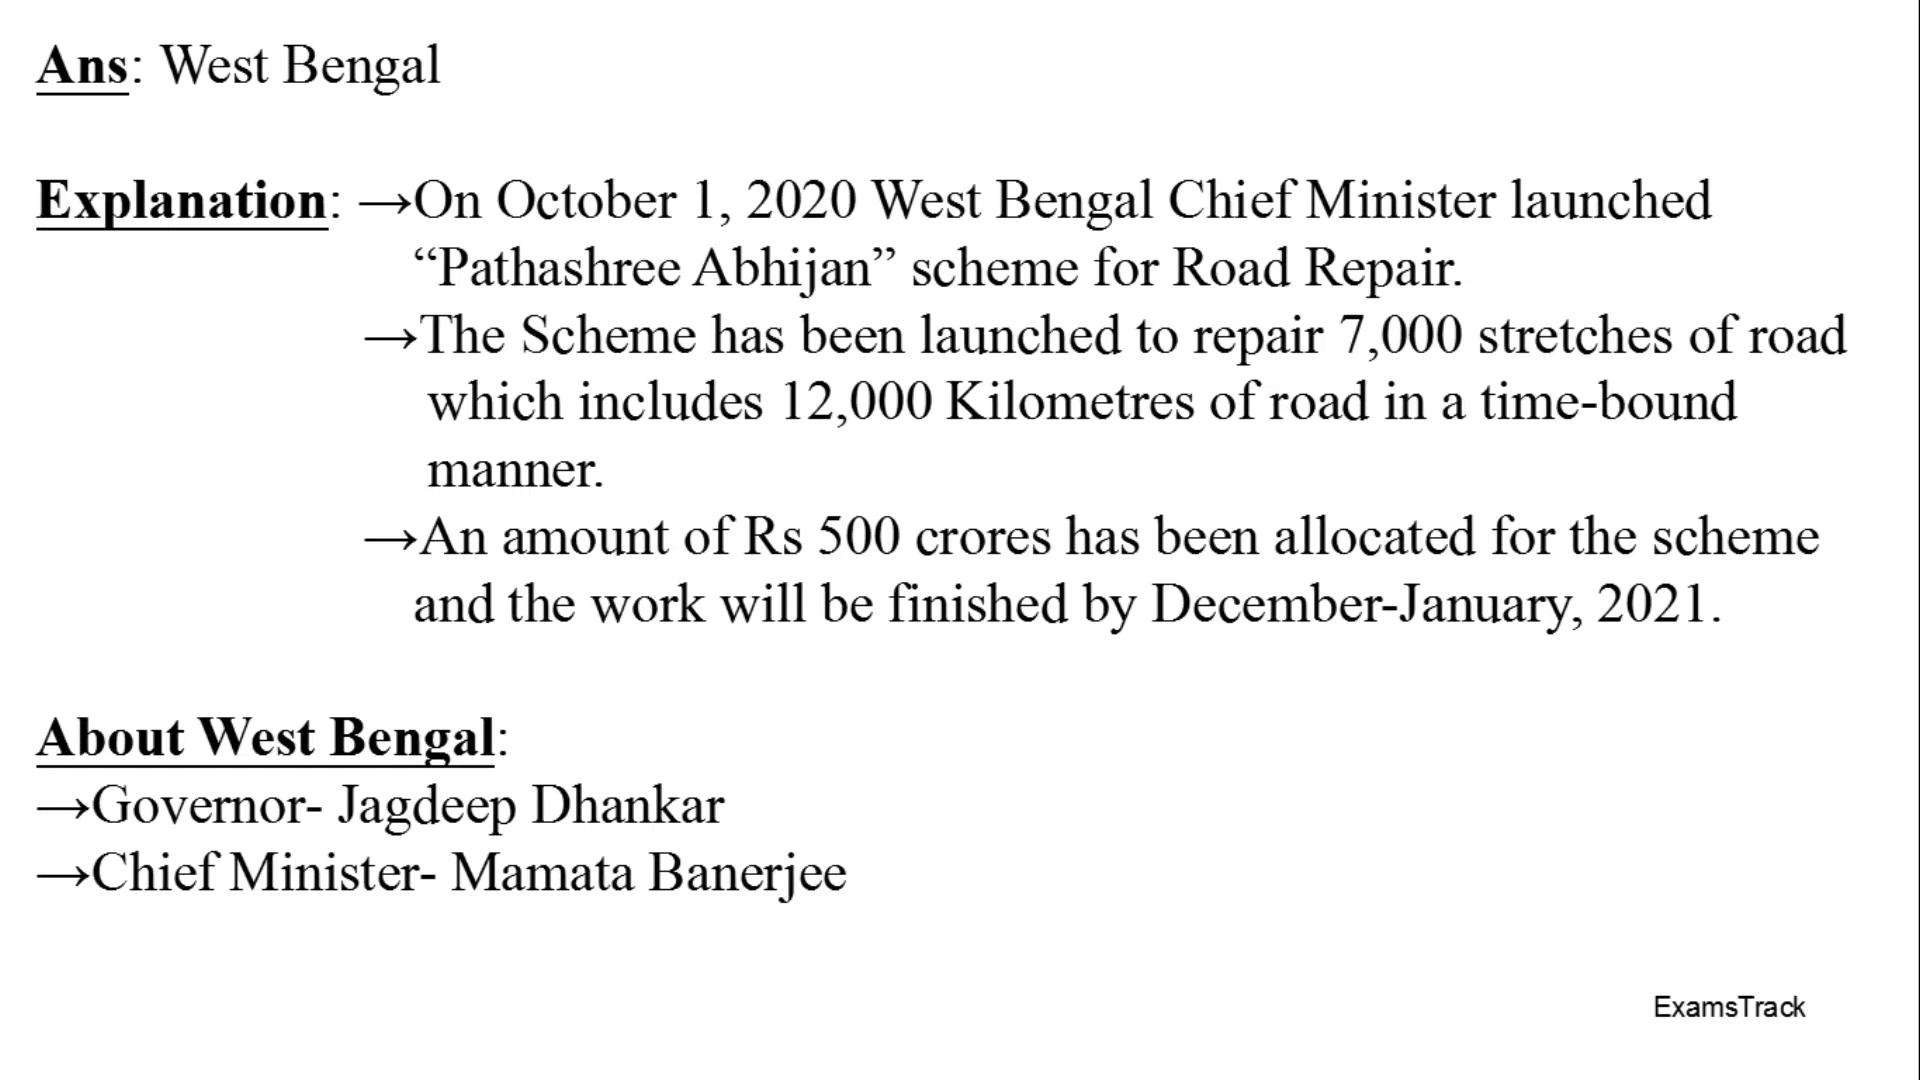 Ans: West Bengal
Explanation: →On October 1, 2020 West Bengal Chief Minister launched
“Pathashree Abhijan” scheme for Road Repair.
→The Scheme has been launched to repair 7,000 stretches of road
which includes 12,000 Kilometres of road in a time-bound
manner.
→An amount of Rs 500 crores has been allocated for the scheme
and the work will be finished by December-January, 2021.
About West Bengal:
→Governor- Jagdeep Dhankar
→Chief Minister- Mamata Banerjee
ExamsTrack